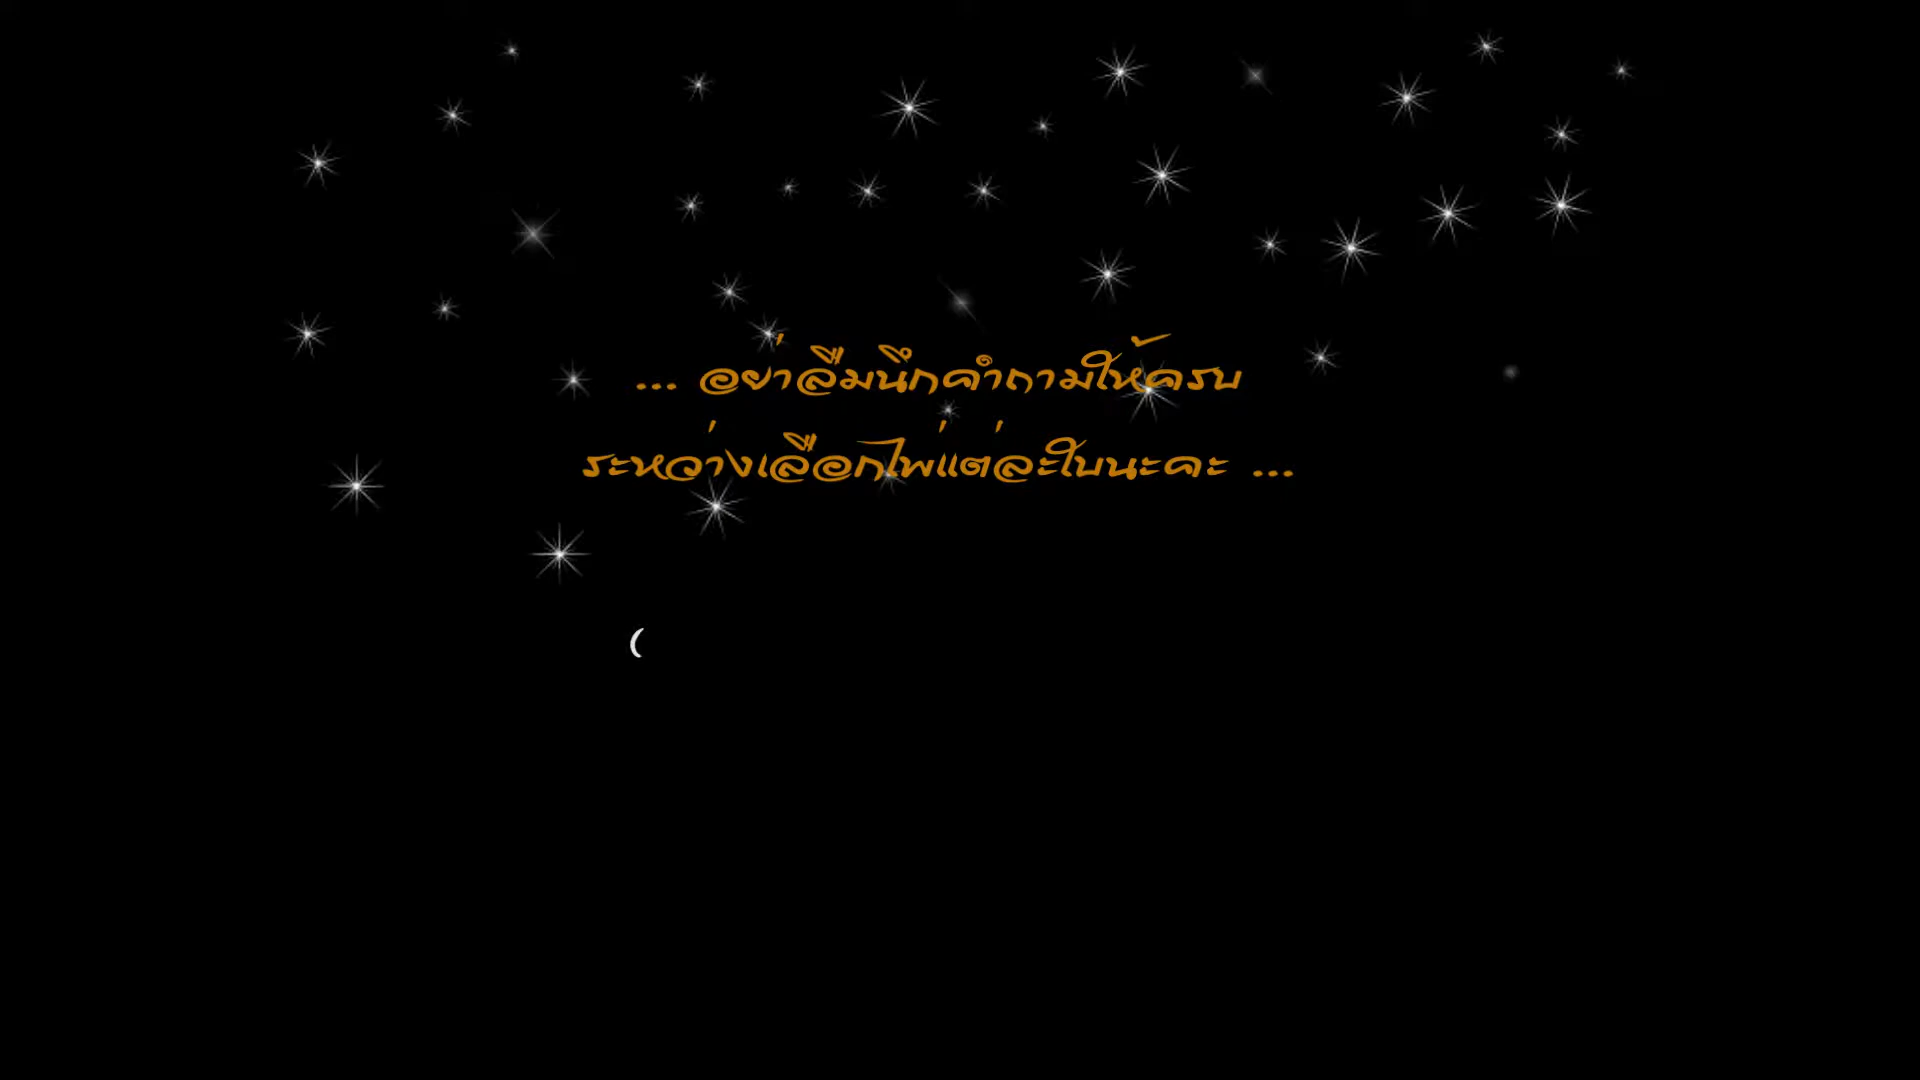 ... อย่าลืมนึกคำถามให้ครบ
ระหว่างเลือกไพ่แต่ละใบนะคะ ...
(